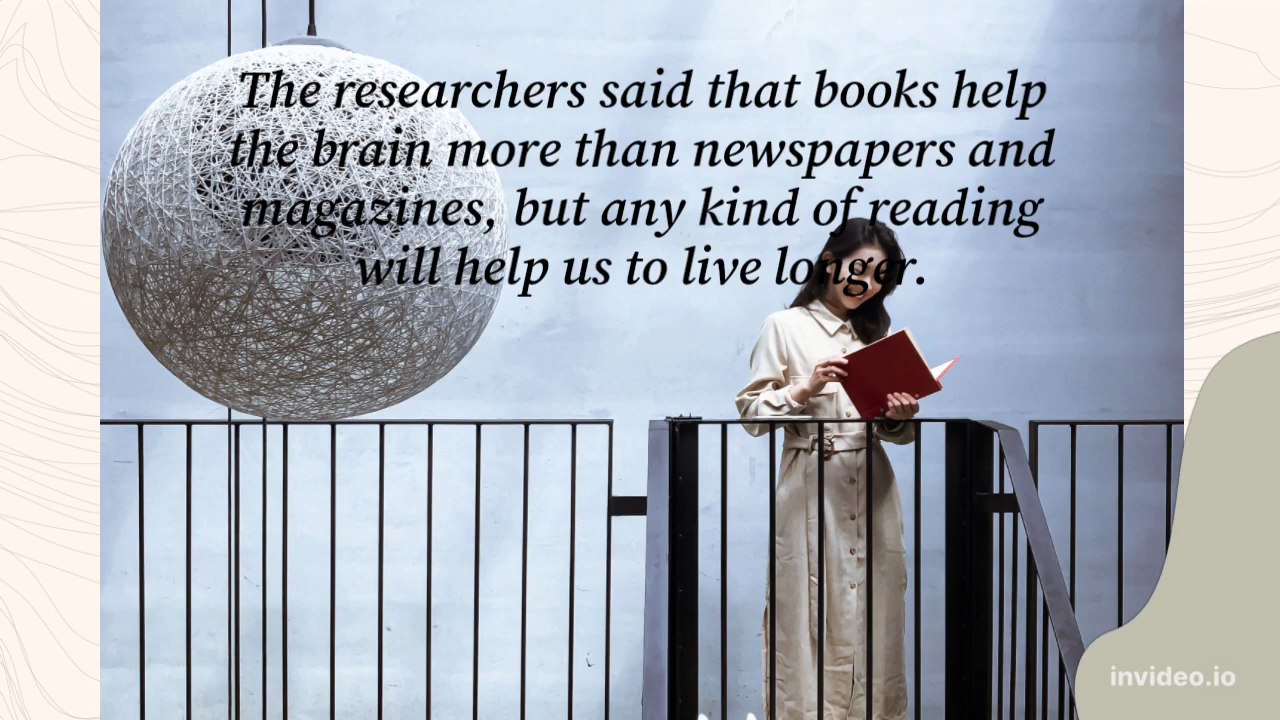 The researchers said that books help
the brain more than newspapers and
magazines, but any kind of reading
will help us to live longer.
invideo.io